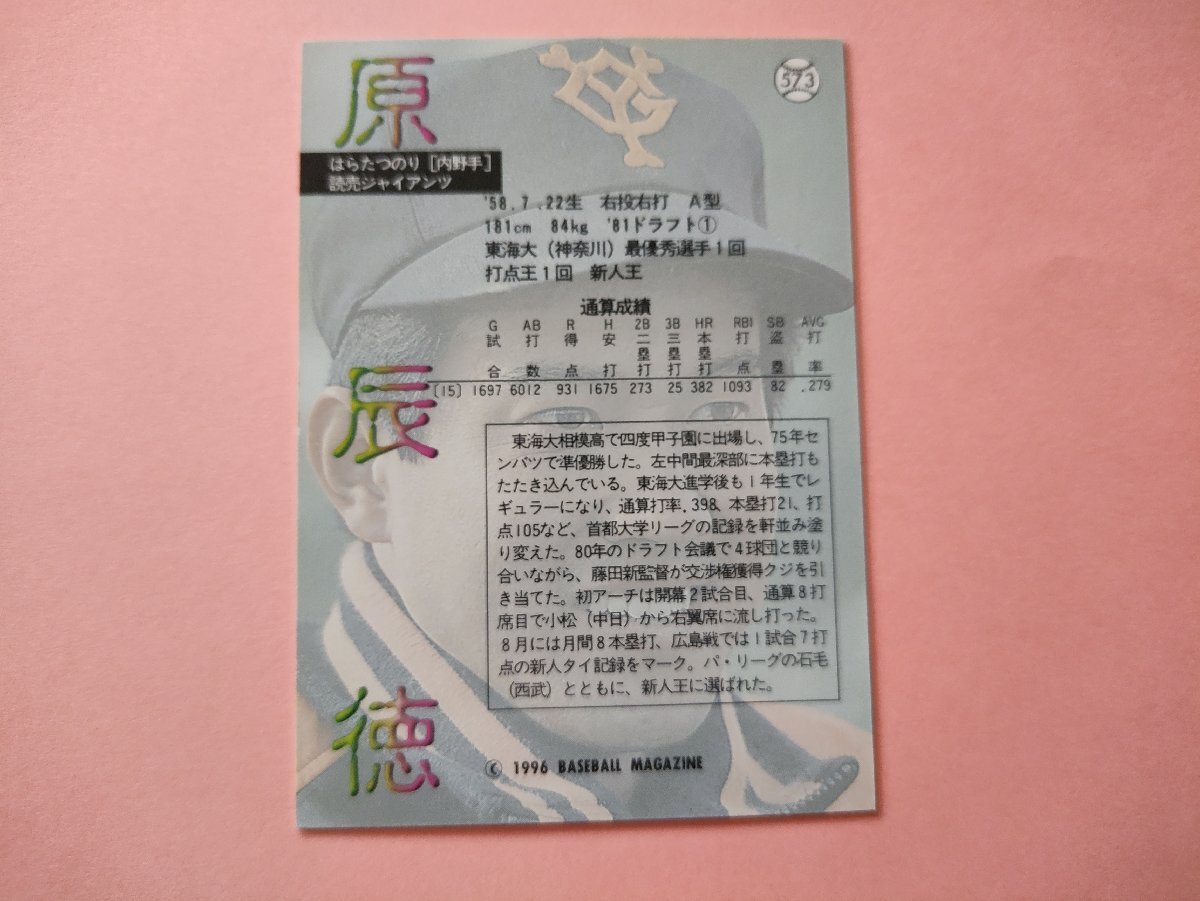 原
辰
徳
573
YG
はらたつのり［内野手］
読売ジャイアンツ
'58.7.22生 右投右打 A型
181cm 84kg '81ドラフト①
東海大（神奈川）最優秀選手1回
打点王1回 新人王
通算成績
G AB R H 2B 3B HR RBI SB AVG
試合 打数 得点 安打 二塁打 三塁打 本塁打 打点 盗塁 打率
〔15〕1697 6012 931 1675 273 25 382 1093 82 .279
東海大相模高で四度甲子園に出場し、75年セ
ンバツで準優勝した。左中間最深部に本塁打も
たたき込んでいる。東海大進学後も1年生でレ
ギュラーになり、通算打率.398、本塁打21、打
点105など、首都大学リーグの記録を軒並み塗
り変えた。80年のドラフト会議で4球団と競り
合いながら、藤田新監督が交渉権獲得クジを引
き当てた。初アーチは開幕2試合目、通算8打
席目で小松（中日）から右翼席に流し打った。
8月には月間8本塁打、広島戦では1試合7打
点の新人タイ記録をマーク。パ・リーグの石毛
（西武）とともに、新人王に選ばれた。
© 1996 BASEBALL MAGAZINE